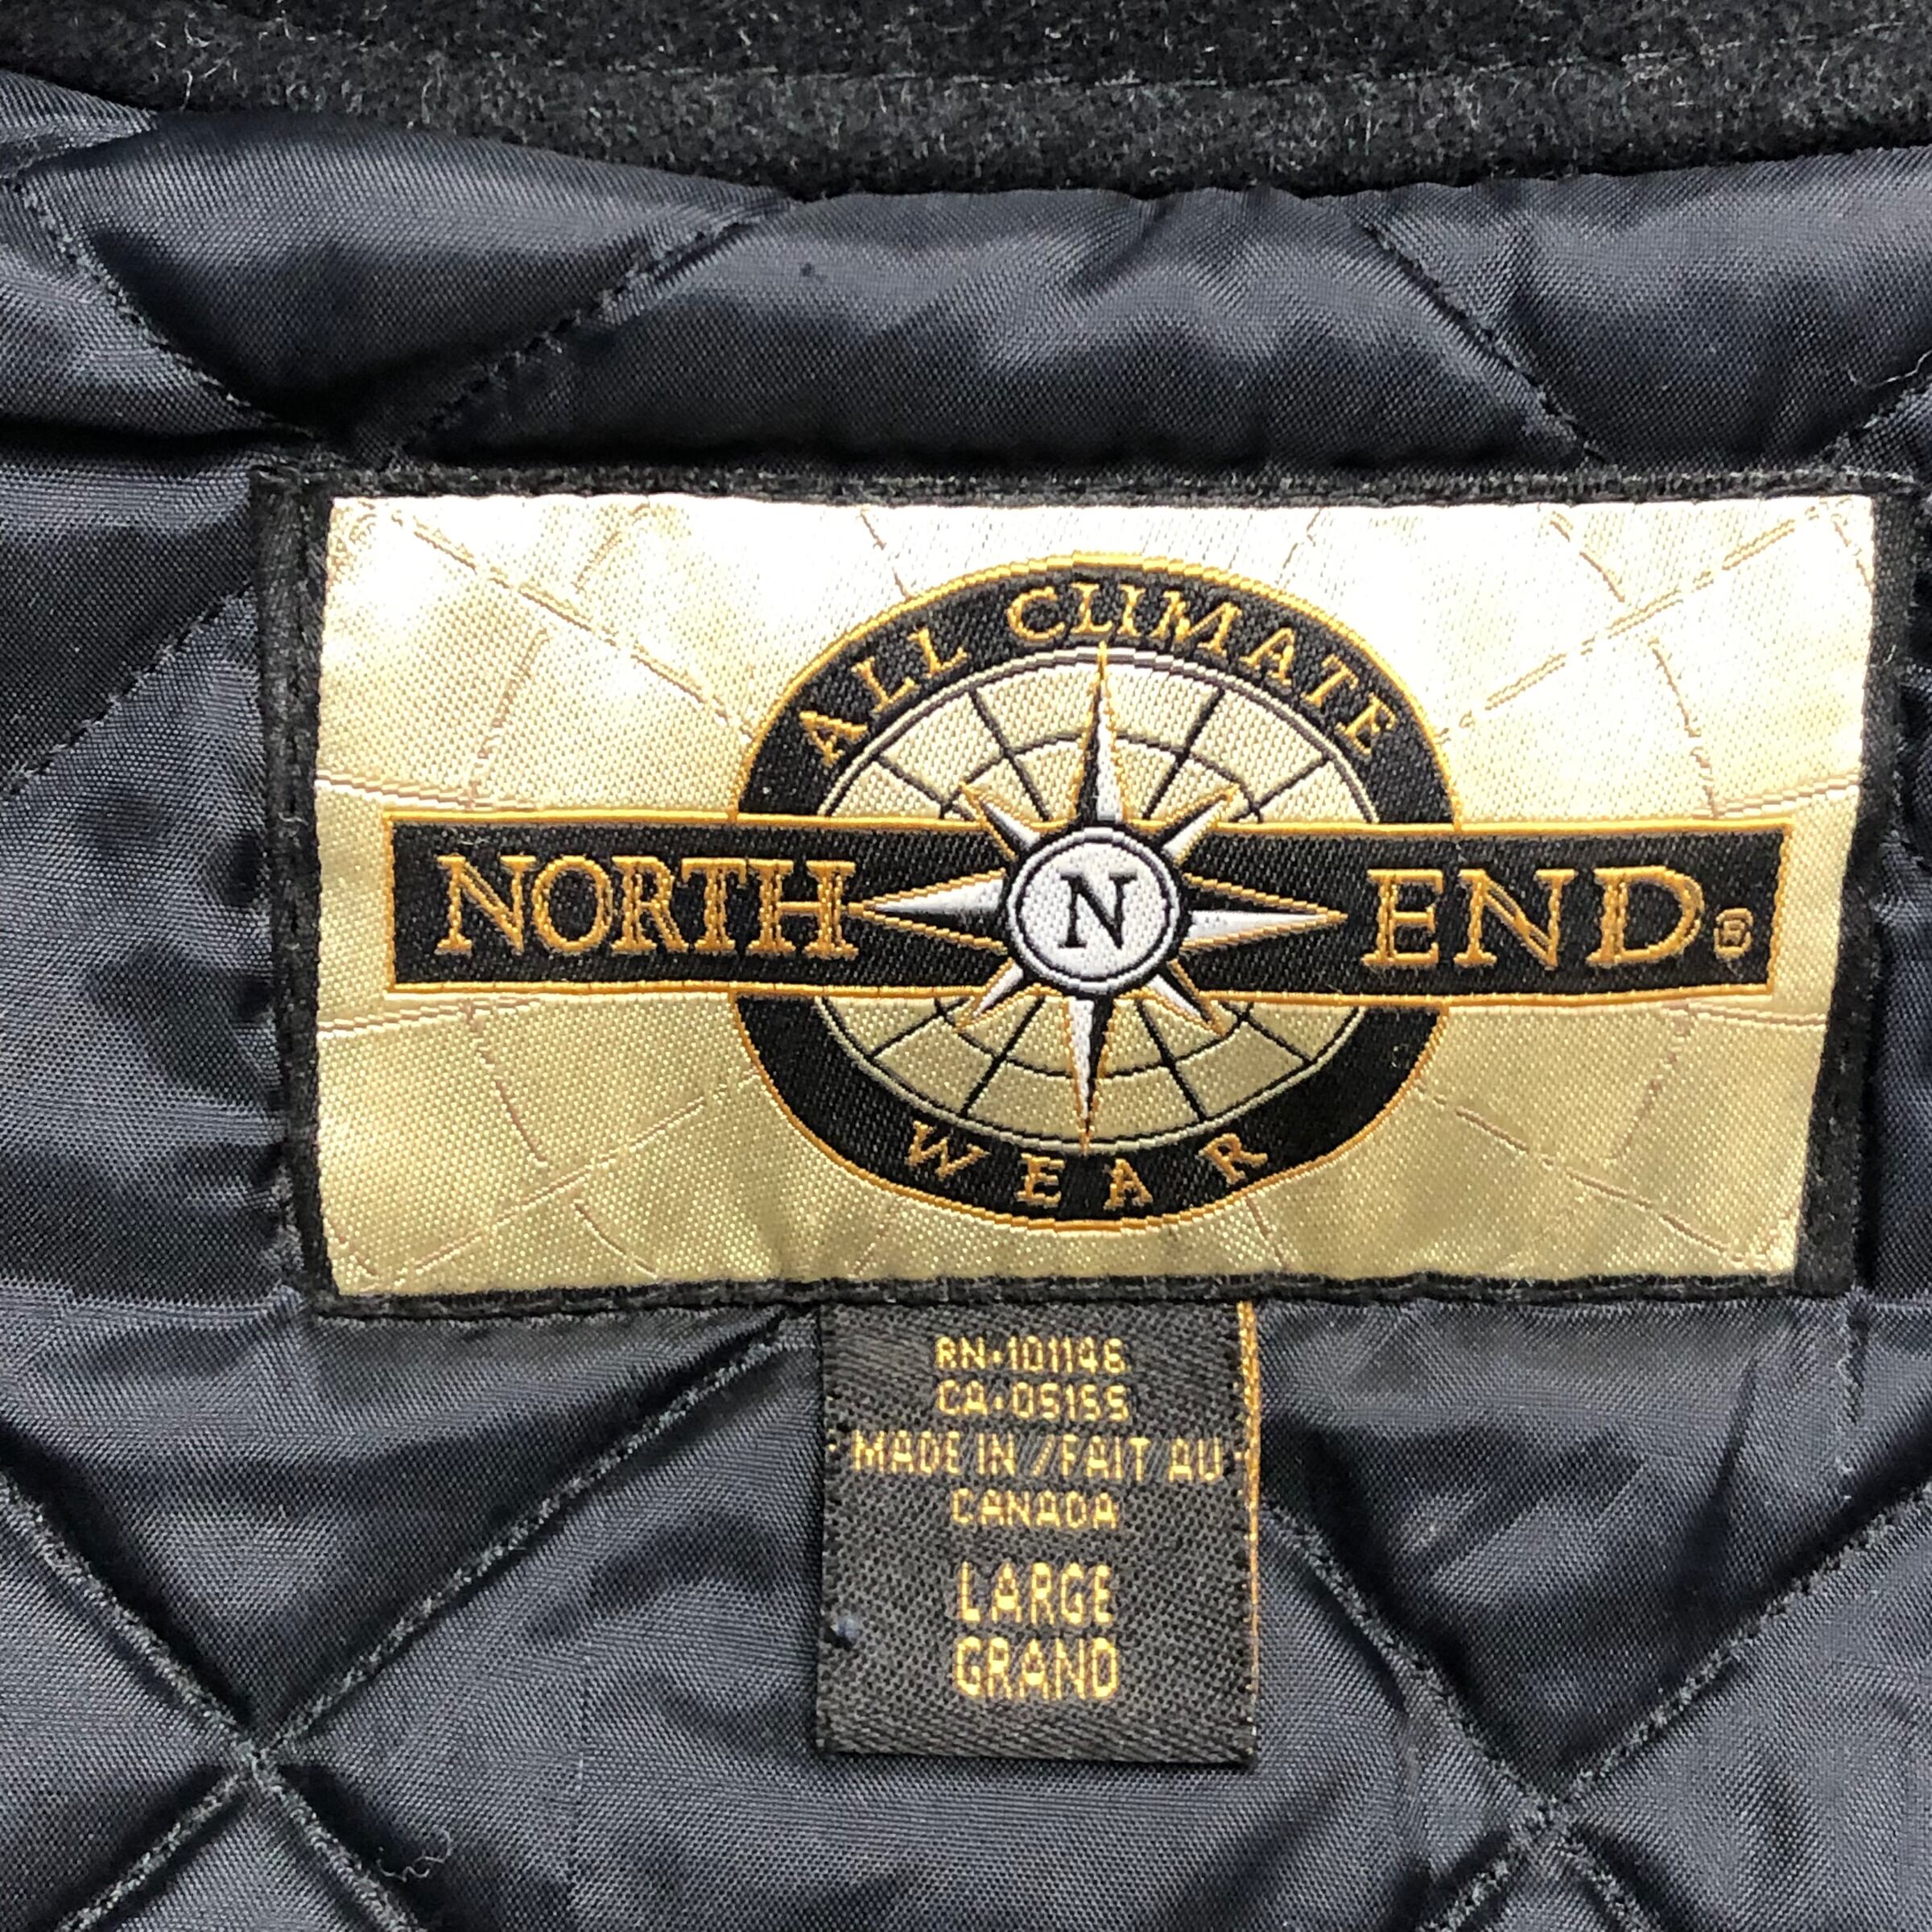 ALL CLIMATE
NORTH N END®
WEAR
RN·101146
CA·05155
MADE IN / FAIT AU
CANADA
LARGE
GRAND